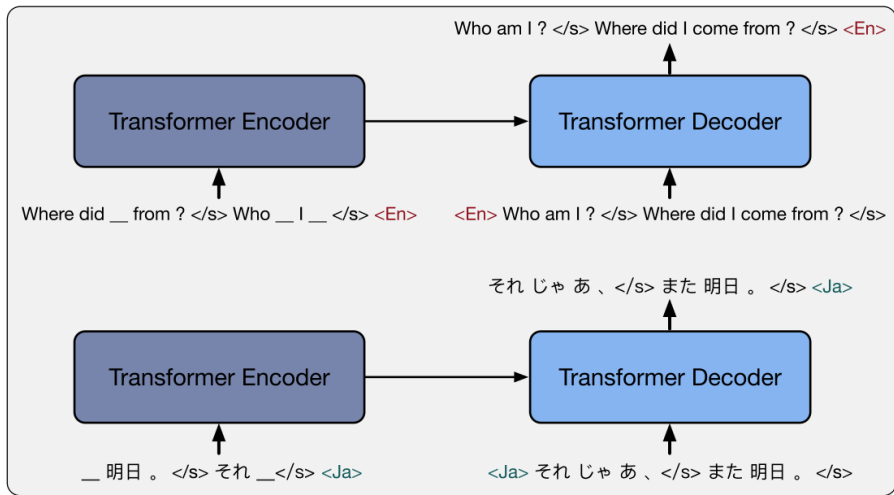 Who am I ? </s> Where did I come from ? </s> <En>
Transformer Encoder
Transformer Decoder
Where did __ from ? </s> Who __ I __ </s> <En>
<En> Who am I ? </s> Where did I come from ? </s>
それ じゃ あ 、</s> また 明日 。 </s> <Ja>
Transformer Encoder
Transformer Decoder
__ 明日 。 </s> それ __</s> <Ja>
<Ja> それ じゃ あ 、</s> また 明日 。 </s>